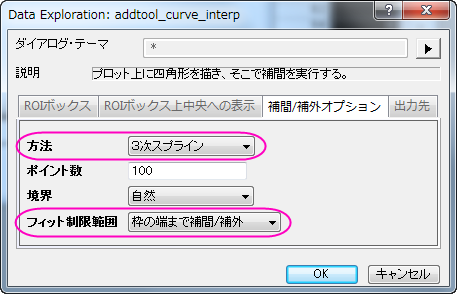 Data Exploration: addtool_curve_interp
ダイアログ・テーマ *
説明 プロット上に四角形を描き、そこで補間を実行する。
ROIボックス ROIボックス上中央への表示 補間/補外オプション 出力先
方法 3次スプライン
ポイント数 100
境界 自然
フィット制限範囲 枠の端まで補間/補外
OK キャンセル